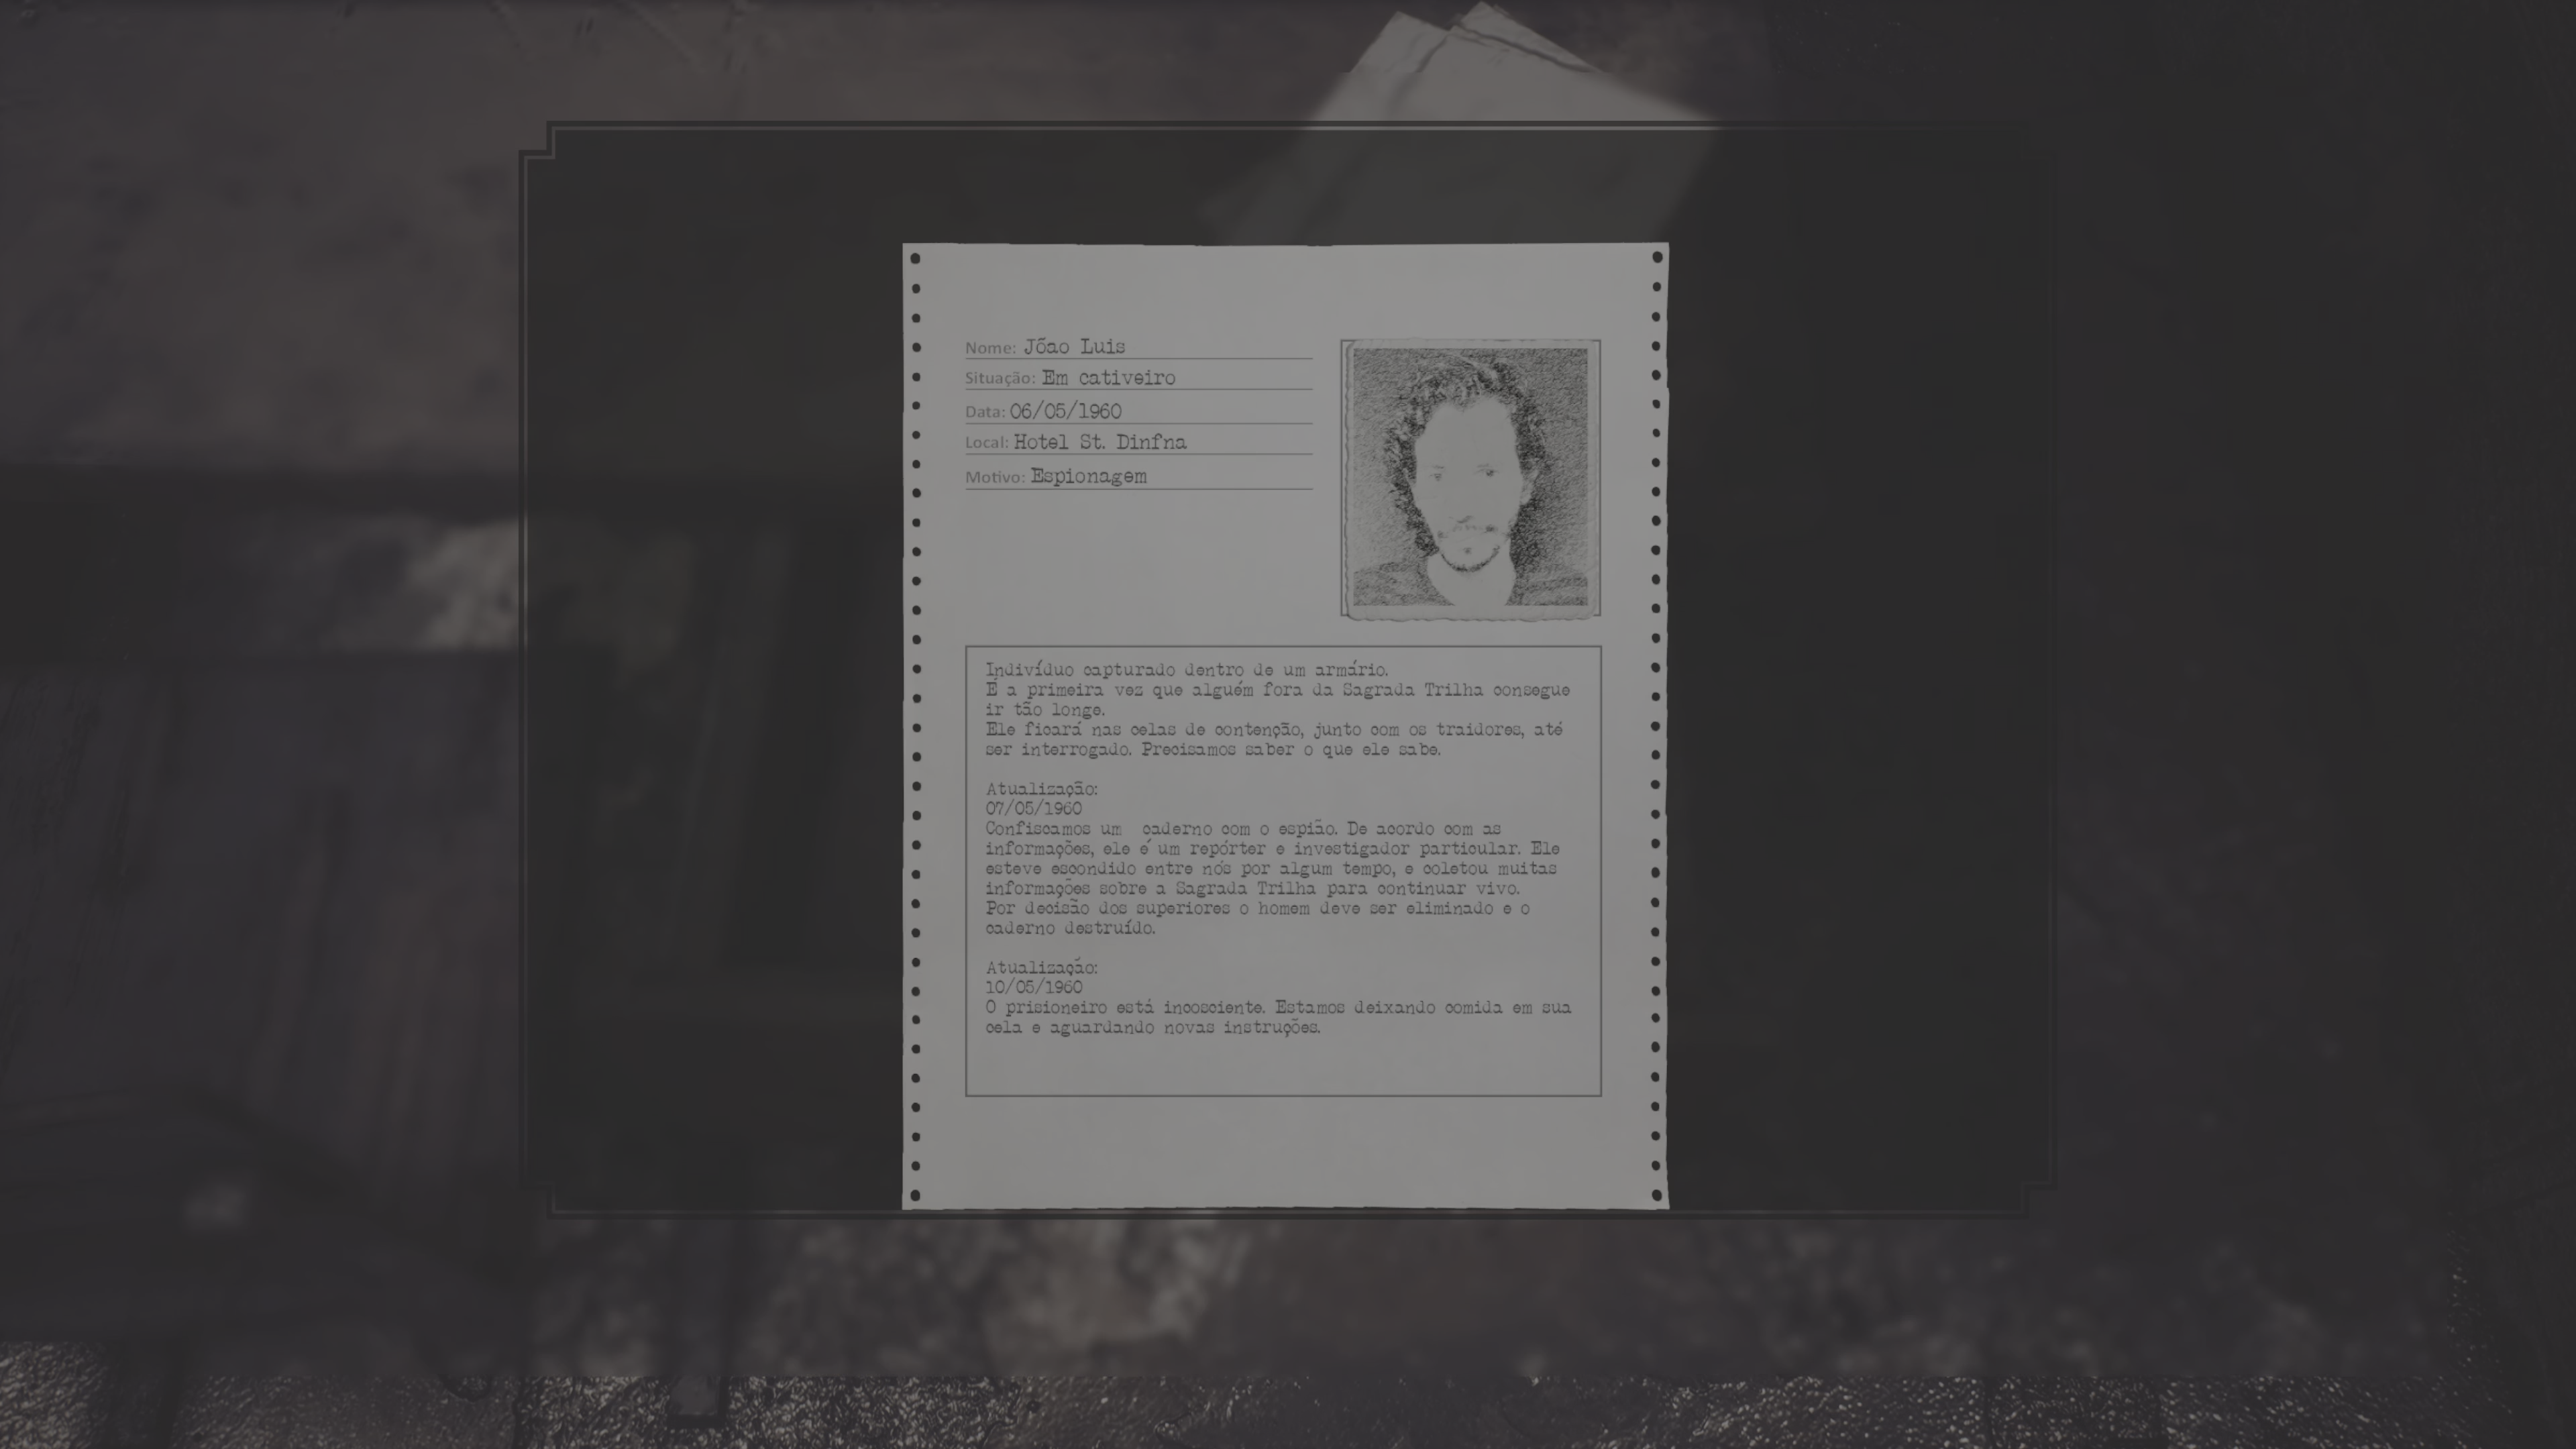 Nome: Jõao Luis
Situação: Em cativeiro
Data: 06/05/1960
Local: Hotel St. Dinfna
Motivo: Espionagem
Indivíduo capturado dentro de um armário.
É a primeira vez que alguém fora da Sagrada Trilha consegue
ir tão longe.
Ele ficará nas celas de contenção, junto com os traidores, até
ser interrogado. Precisamos saber o que ele sabe.
Atualização:
07/05/1960
Confiscamos um caderno com o espião. De acordo com as
informações, ele é um repórter e investigador particular. Ele
esteve escondido entre nós por algum tempo, e coletou muitas
informações sobre a Sagrada Trilha para continuar vivo.
Por decisão dos superiores o homem deve ser eliminado e o
caderno destruído.
Atualização:
10/05/1960
O prisioneiro está incosciente. Estamos deixando comida em sua
cela e aguardando novas instruções.